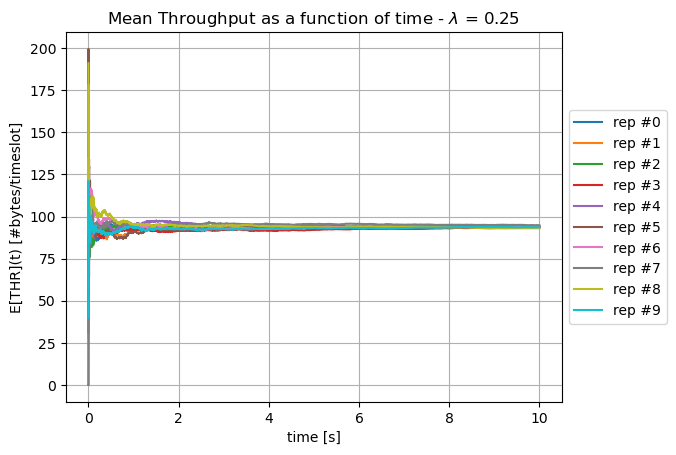 Mean Throughput as a function of time - λ = 0.25
E[THR](t) [#bytes/timeslot]
200
175
150
125
100
75
50
25
0
0 2 4 6 8 10
time [s]
rep #0
rep #1
rep #2
rep #3
rep #4
rep #5
rep #6
rep #7
rep #8
rep #9